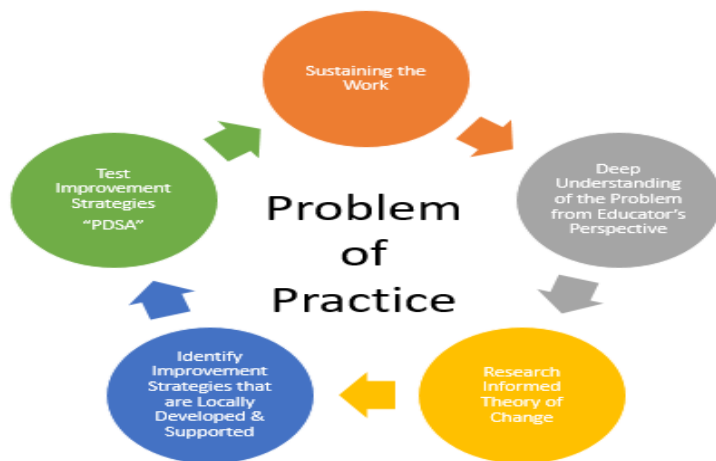 Sustaining the
Work
Deep
Understanding
of the Problem
from Educator's
Perspective
Research
Informed
Theory of
Change
Identify
Improvement
Strategies that
are Locally
Developed &
Supported
Test
Improvement
Strategies
“PDSA”
Problem
of
Practice